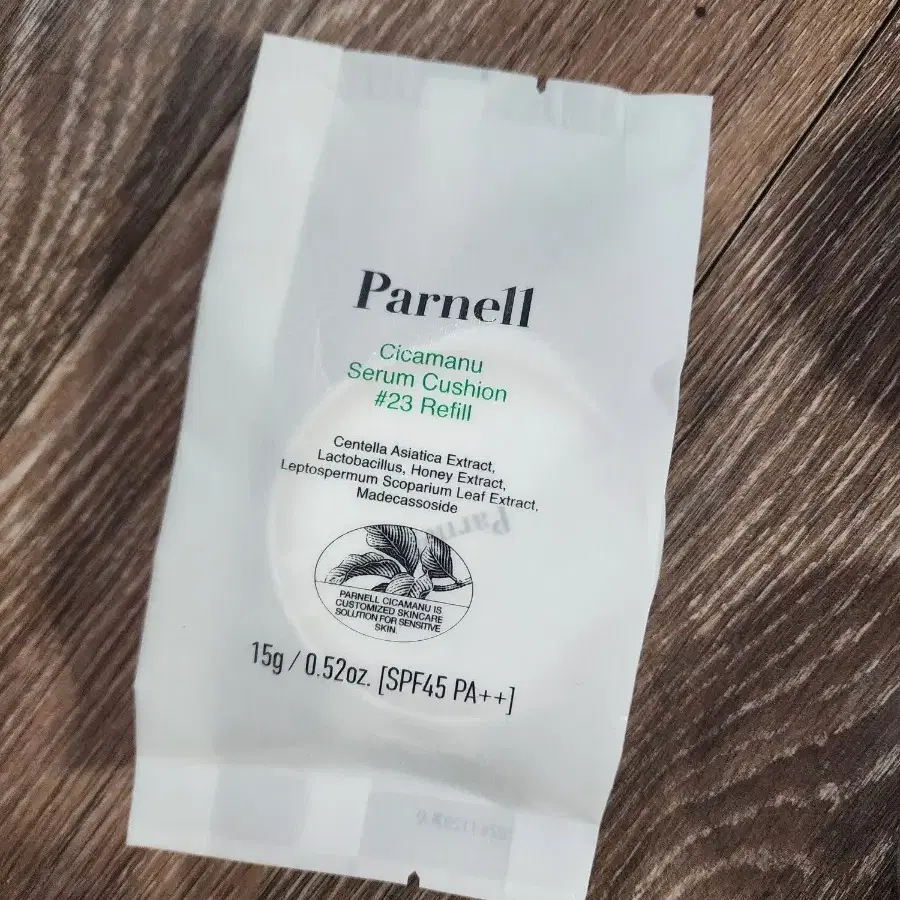 Parnell
Cicamanu
Serum Cushion
#23 Refill
Centella Asiatica Extract,
Lactobacillus, Honey Extract,
Leptospermum Scoparium Leaf Extract,
Madecassoside
PARNELL CICAMANU IS
CUSTOMIZED SKINCARE
SOLUTION FOR SENSITIVE
SKIN
15g / 0.52oz. [SPF45 PA++]